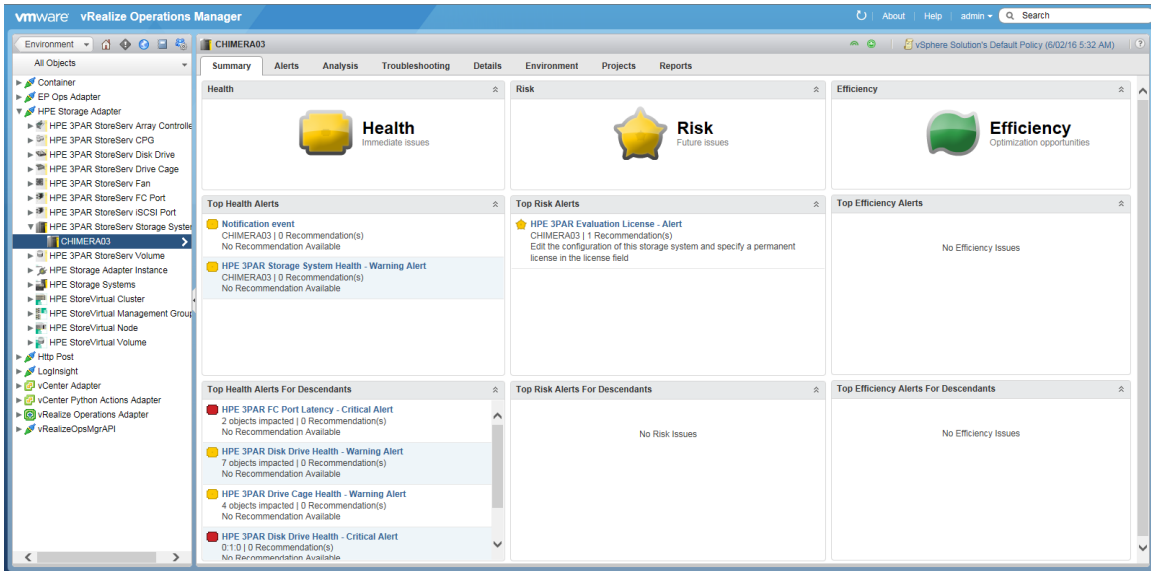 vmware vRealize Operations Manager
About Help admin Search
Environment
All Objects
Container
EP Ops Adapter
HPE Storage Adapter
HPE 3PAR StoreServ Array Controlle
HPE 3PAR StoreServ CPG
HPE 3PAR StoreServ Disk Drive
HPE 3PAR StoreServ Drive Cage
HPE 3PAR StoreServ Fan
HPE 3PAR StoreServ FC Port
HPE 3PAR StoreServ iSCSI Port
HPE 3PAR StoreServ Storage System
CHIMERA03
HPE 3PAR StoreServ Volume
HPE Storage Adapter Instance
HPE Storage Systems
HPE StoreVirtual Cluster
HPE StoreVirtual Management Group
HPE StoreVirtual Node
HPE StoreVirtual Volume
Http Post
LogInsight
vCenter Adapter
vCenter Python Actions Adapter
vRealize Operations Adapter
vRealizeOpsMgrAPI
CHIMERA03
vSphere Solution's Default Policy (6/02/16 5:32 AM)
?
Summary Alerts Analysis Troubleshooting Details Environment Projects Reports
Health
Health
Immediate issues
Risk
Risk
Future issues
Efficiency
Efficiency
Optimization opportunities
Top Health Alerts
Notification event
CHIMERA03 | 0 Recommendation(s)
No Recommendation Available
HPE 3PAR Storage System Health - Warning Alert
CHIMERA03 | 0 Recommendation(s)
No Recommendation Available
Top Risk Alerts
HPE 3PAR Evaluation License - Alert
CHIMERA03 | 1 Recommendation(s)
Edit the configuration of this storage system and specify a permanent
license in the license field
Top Efficiency Alerts
No Efficiency Issues
Top Health Alerts For Descendants
HPE 3PAR FC Port Latency - Critical Alert
2 objects impacted | 0 Recommendation(s)
No Recommendation Available
HPE 3PAR Disk Drive Health - Warning Alert
7 objects impacted | 0 Recommendation(s)
No Recommendation Available
HPE 3PAR Drive Cage Health - Warning Alert
4 objects impacted | 0 Recommendation(s)
No Recommendation Available
HPE 3PAR Disk Drive Health - Critical Alert
0:1:0 | 0 Recommendation(s)
No Recommendation Available
Top Risk Alerts For Descendants
No Risk Issues
Top Efficiency Alerts For Descendants
No Efficiency Issues